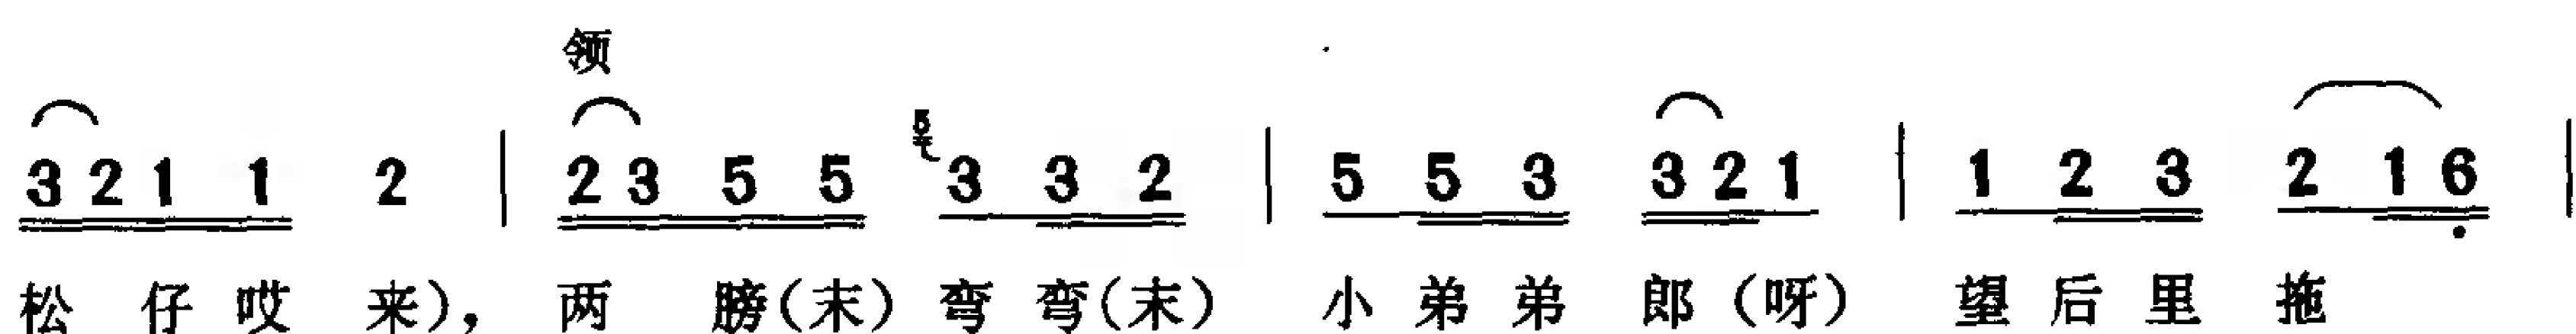 领
5
3 2 1 1 2 | 2 3 5 5 3 3 2 | 5 5 3 3 2 1 | 1 2 3 2 1 6 |
松 仔 哎 来), 两 膀(末) 弯 弯(末) 小 弟 弟 郎 (呀) 望 后 里 拖